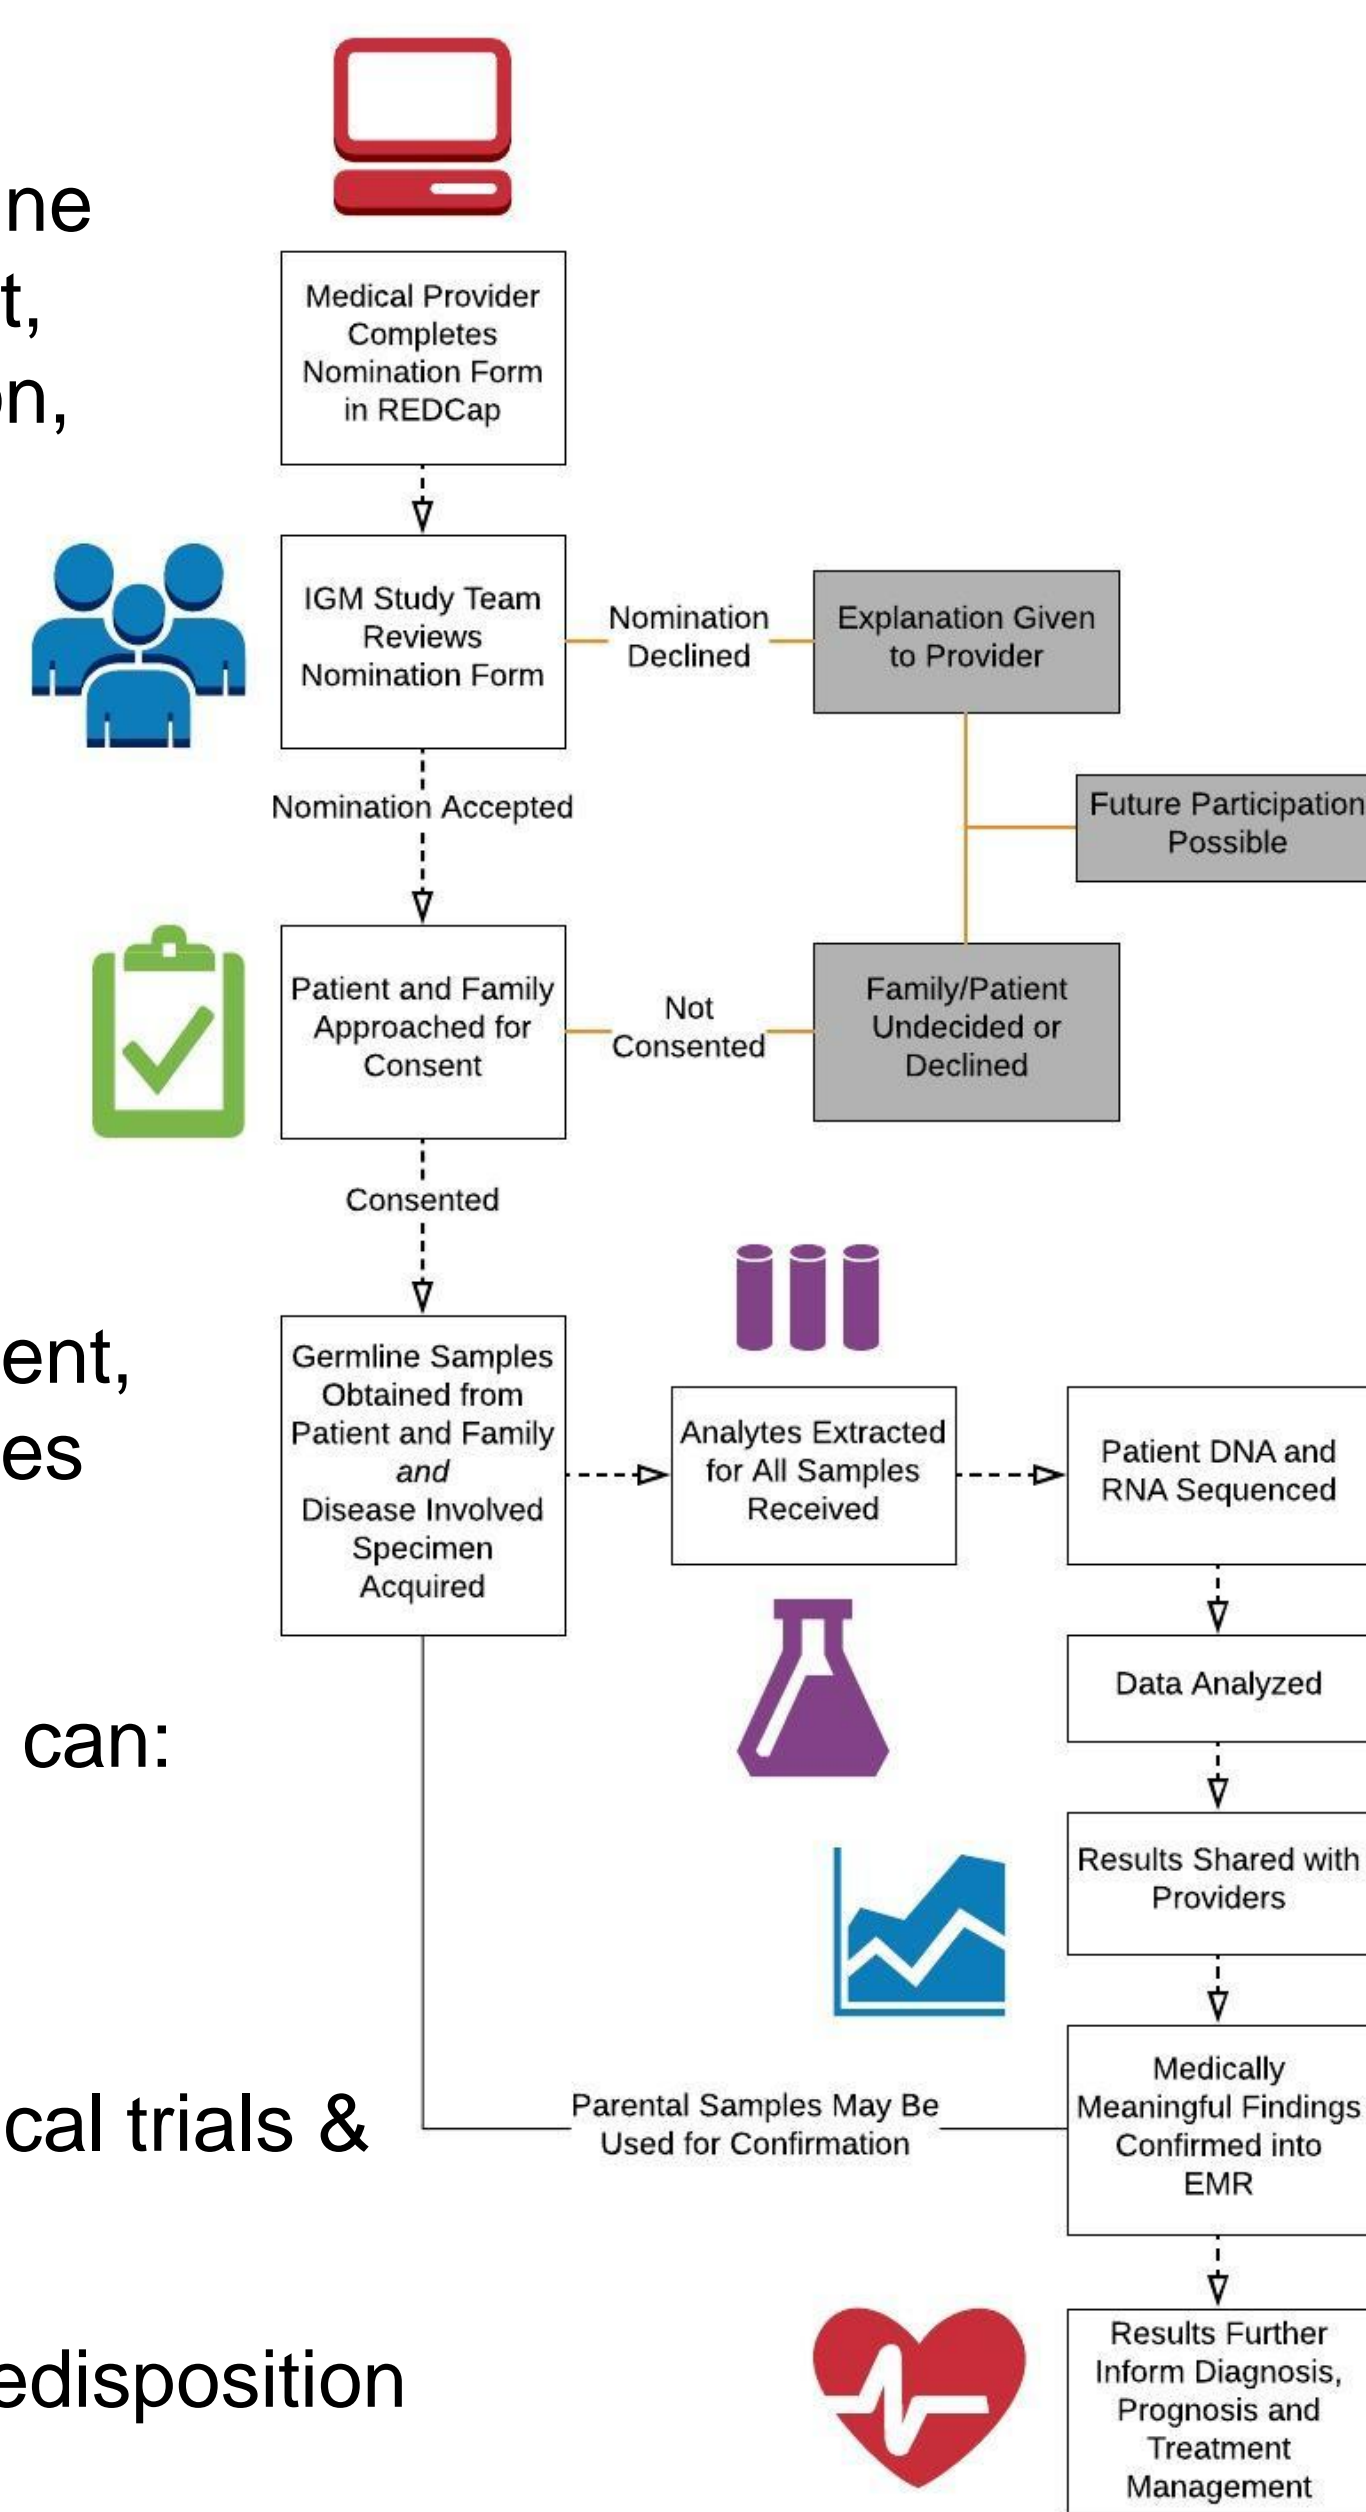 ne
t,
on,
Medical Provider
Completes
Nomination Form
in REDCap
IGM Study Team
Reviews
Nomination Form
Nomination
Declined
Explanation Given
to Provider
Nomination Accepted
Future Participation
Possible
Patient and Family
Approached for
Consent
Not
Consented
Family/Patient
Undecided or
Declined
Consented
ent,
es
Germline Samples
Obtained from
Patient and Family
and
Disease Involved
Specimen
Acquired
Analytes Extracted
for All Samples
Received
Patient DNA and
RNA Sequenced
Data Analyzed
can:
Results Shared with
Providers
cal trials &
Parental Samples May Be
Used for Confirmation
Medically
Meaningful Findings
Confirmed into
EMR
edisposition
Results Further
Inform Diagnosis,
Prognosis and
Treatment
Management